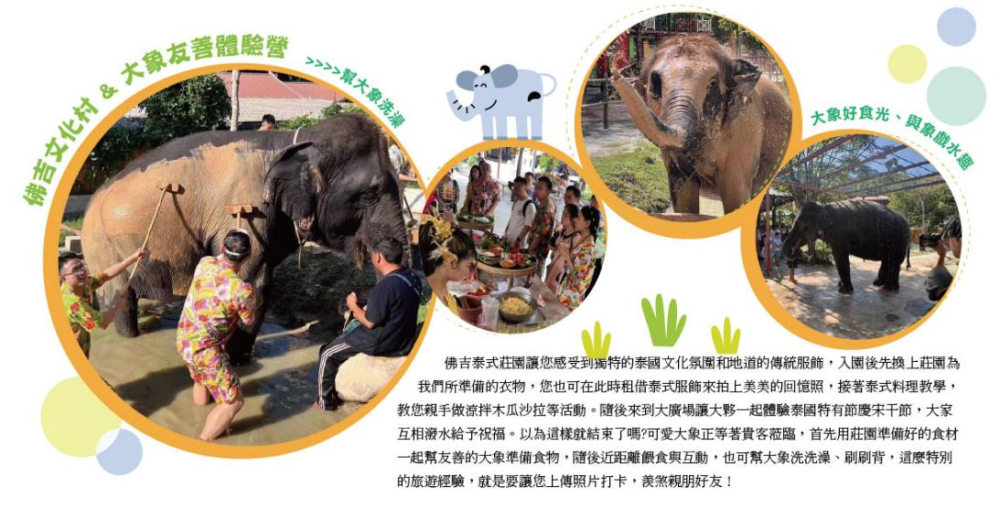 佛吉文化村 & 大象友善體驗營
>>>>幫大象洗澡
大象好食光、與象戲水趣
佛吉泰式莊園讓您感受到獨特的泰國文化氛圍和地道的傳統服飾，入園後先換上莊園為
我們所準備的衣物，您也可在此時租借泰式服飾來拍上美美的回憶照，接著泰式料理教學，
教您親手做涼拌木瓜沙拉等活動。隨後來到大廣場讓大夥一起體驗泰國特有節慶宋干節，大家
互相潑水給予祝福。以為這樣就結束了嗎?可愛大象正等著貴客蒞臨，首先用莊園準備好的食材
一起幫友善的大象準備食物，隨後近距離餵食與互動，也可幫大象洗洗澡、刷刷背，這麼特別
的旅遊經驗，就是要讓您上傳照片打卡，羨煞親朋好友！